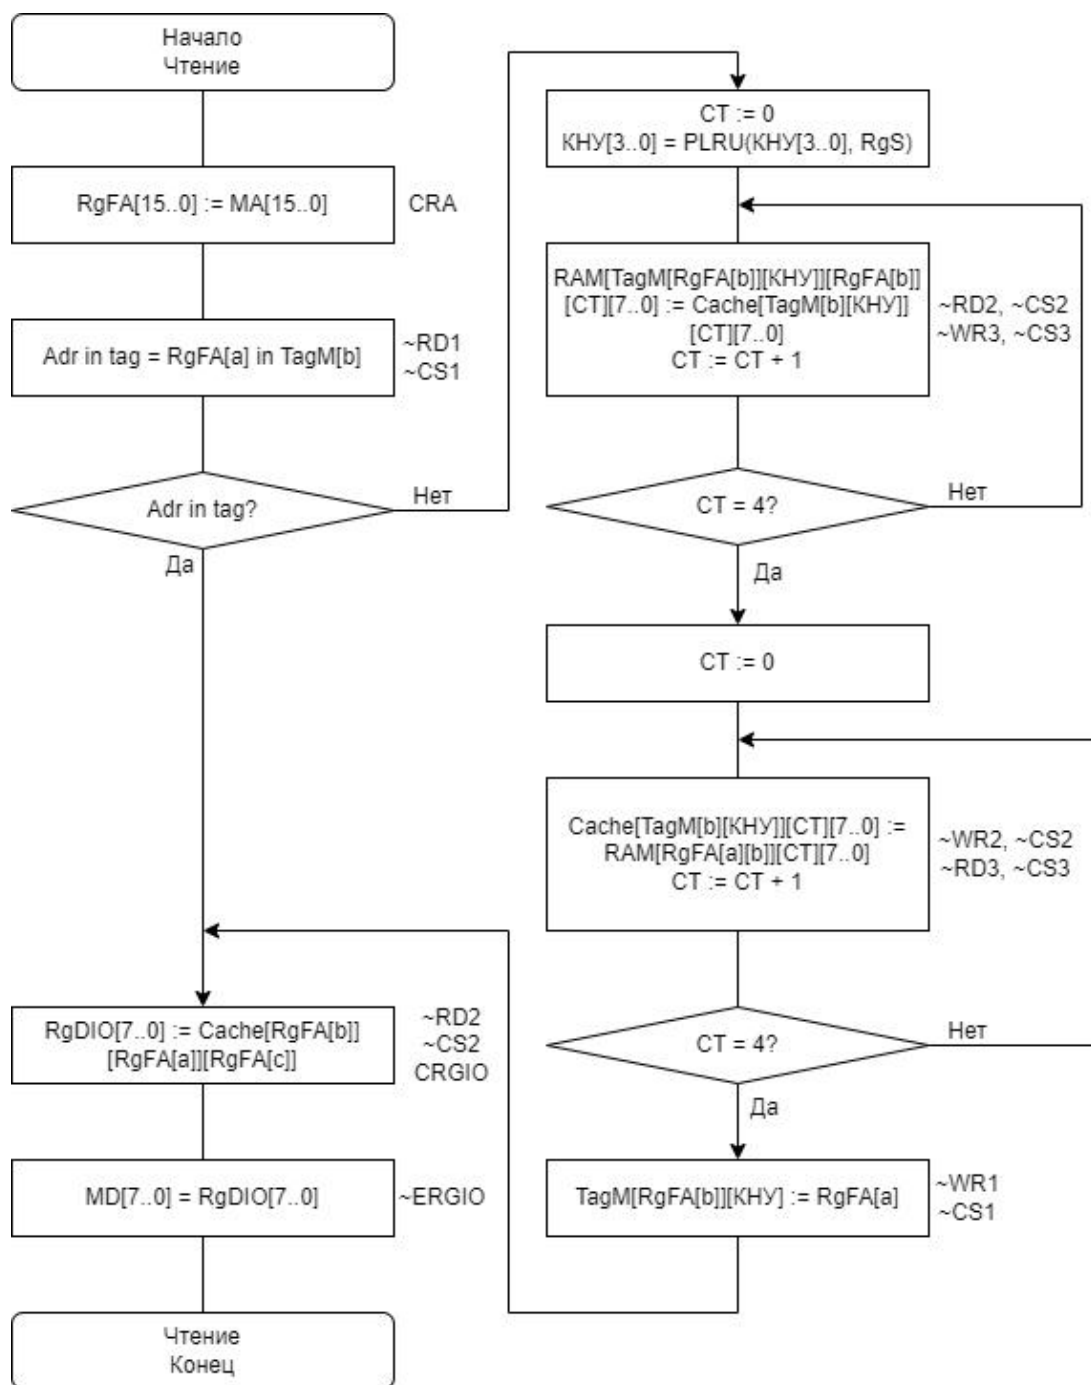 Начало
Чтение
RgFA[15..0] := MA[15..0]
CRA
Adr in tag = RgFA[a] in TagM[b]
~RD1
~CS1
Adr in tag?
Нет
Да
CT := 0
КНУ[3..0] = PLRU(КНУ[3..0], RgS)
RAM[TagM[RgFA[b]][КНУ]][RgFA[b]]
[CT][7..0] := Cache[TagM[b][КНУ]]
[CT][7..0]
CT := CT + 1
~RD2, ~CS2
~WR3, ~CS3
CT = 4?
Нет
Да
CT := 0
Cache[TagM[b][КНУ]][CT][7..0] :=
RAM[RgFA[a][b]][CT][7..0]
CT := CT + 1
~WR2, ~CS2
~RD3, ~CS3
CT = 4?
Нет
Да
TagM[RgFA[b]][КНУ] := RgFA[a]
~WR1
~CS1
RgDIO[7..0] := Cache[RgFA[b]]
[RgFA[a]][RgFA[c]]
~RD2
~CS2
CRGIO
MD[7..0] = RgDIO[7..0]
~ERGIO
Чтение
Конец